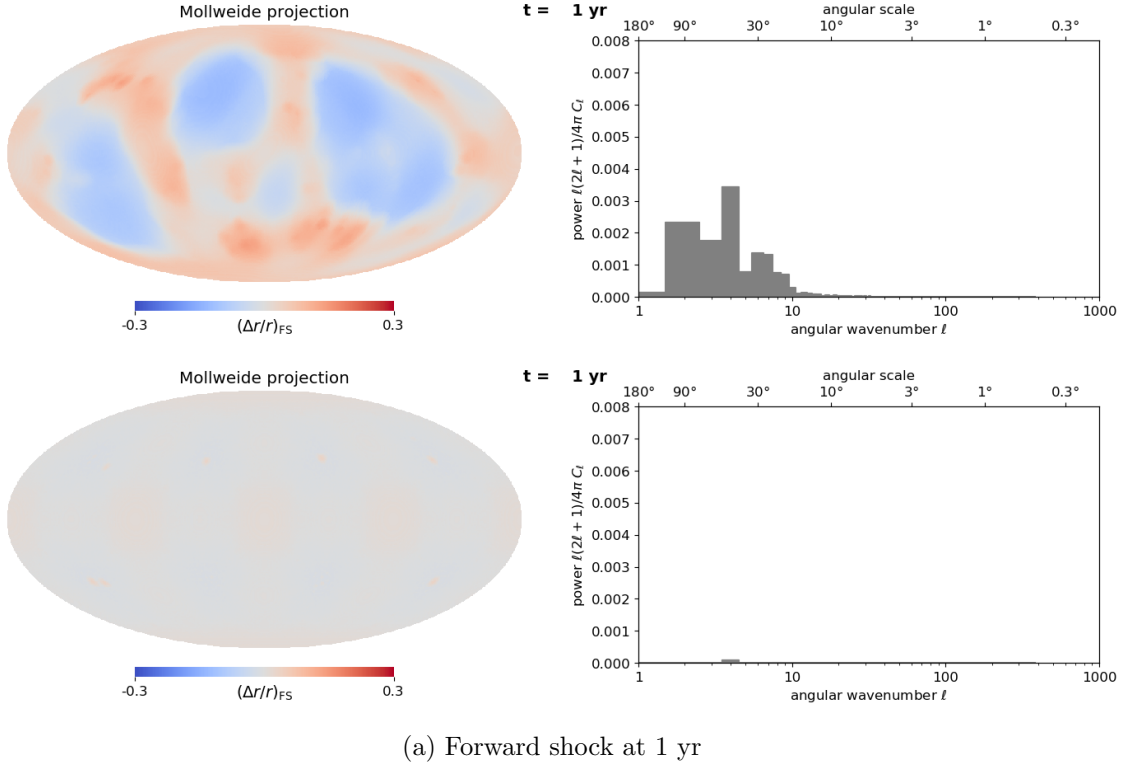 Mollweide projection
t = 1 yr
angular scale
180° 90° 30° 10° 3° 1° 0.3°
0.008
0.007
0.006
0.005
0.004
0.003
0.002
0.001
0.000
power ℓ(2ℓ + 1)/4π Cℓ
1 10 100 1000
angular wavenumber ℓ
-0.3 (Δr/r)FS 0.3
Mollweide projection
t = 1 yr
angular scale
180° 90° 30° 10° 3° 1° 0.3°
0.008
0.007
0.006
0.005
0.004
0.003
0.002
0.001
0.000
power ℓ(2ℓ + 1)/4π Cℓ
1 10 100 1000
angular wavenumber ℓ
-0.3 (Δr/r)FS 0.3
(a) Forward shock at 1 yr